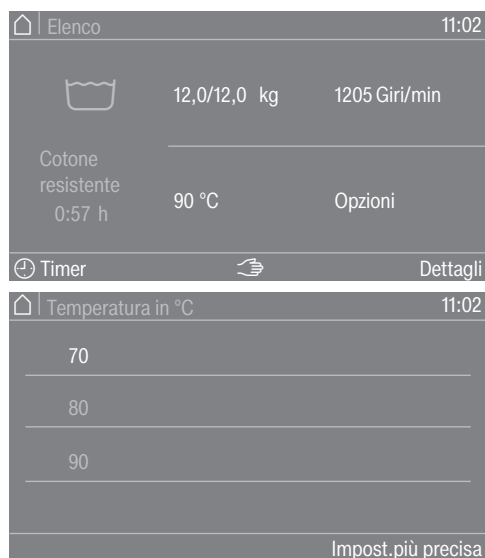 Elenco 11:02
12,0/12,0 kg 1205 Giri/min
Cotone
resistente
0:57 h
90 °C Opzioni
Timer Dettagli
Temperatura in °C 11:02
70
80
90
Impost.più precisa